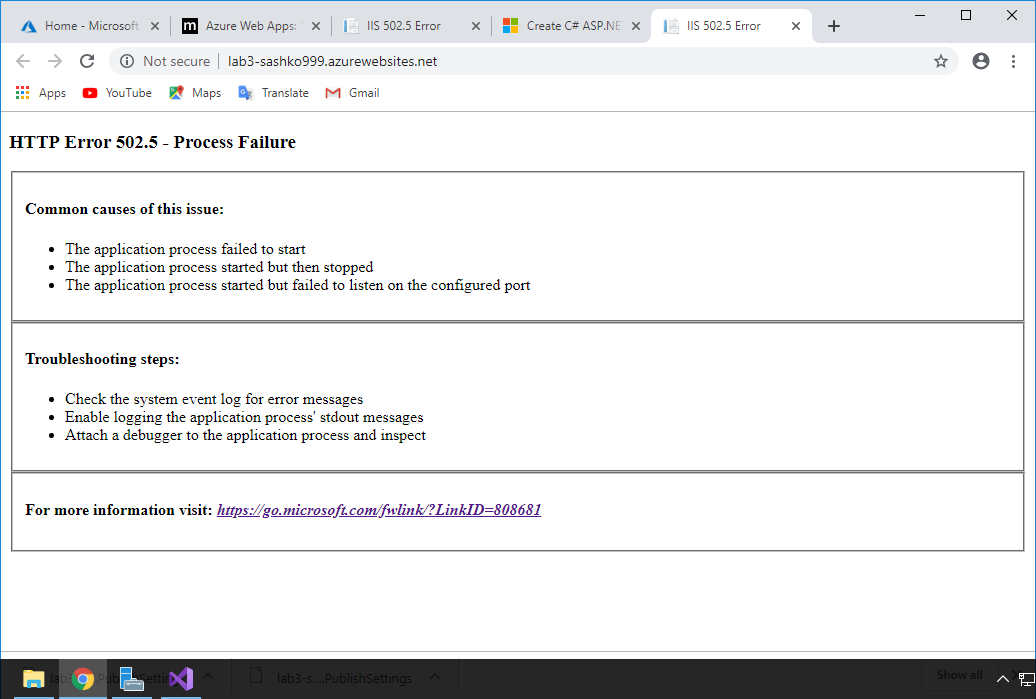 Home - Microsoft
Azure Web Apps:
IIS 502.5 Error
Create C# ASP.NE
IIS 502.5 Error
Not secure
lab3-sashko999.azurewebsites.net
Apps
YouTube
Maps
Translate
Gmail
HTTP Error 502.5 - Process Failure
Common causes of this issue:
• The application process failed to start
• The application process started but then stopped
• The application process started but failed to listen on the configured port
Troubleshooting steps:
• Check the system event log for error messages
• Enable logging the application process' stdout messages
• Attach a debugger to the application process and inspect
For more information visit: https://go.microsoft.com/fwlink/?LinkID=808681
lab3-s....PublishSettings
Show all